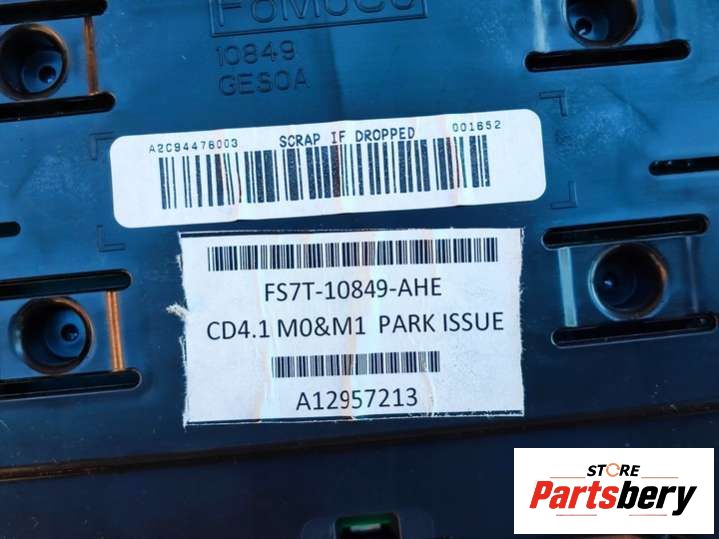 FoMoCo
10849
GES0A
A2C94476003 SCRAP IF DROPPED 001652
FS7T-10849-AHE
CD4.1 M0&M1 PARK ISSUE
A12957213
STORE
Partsbery